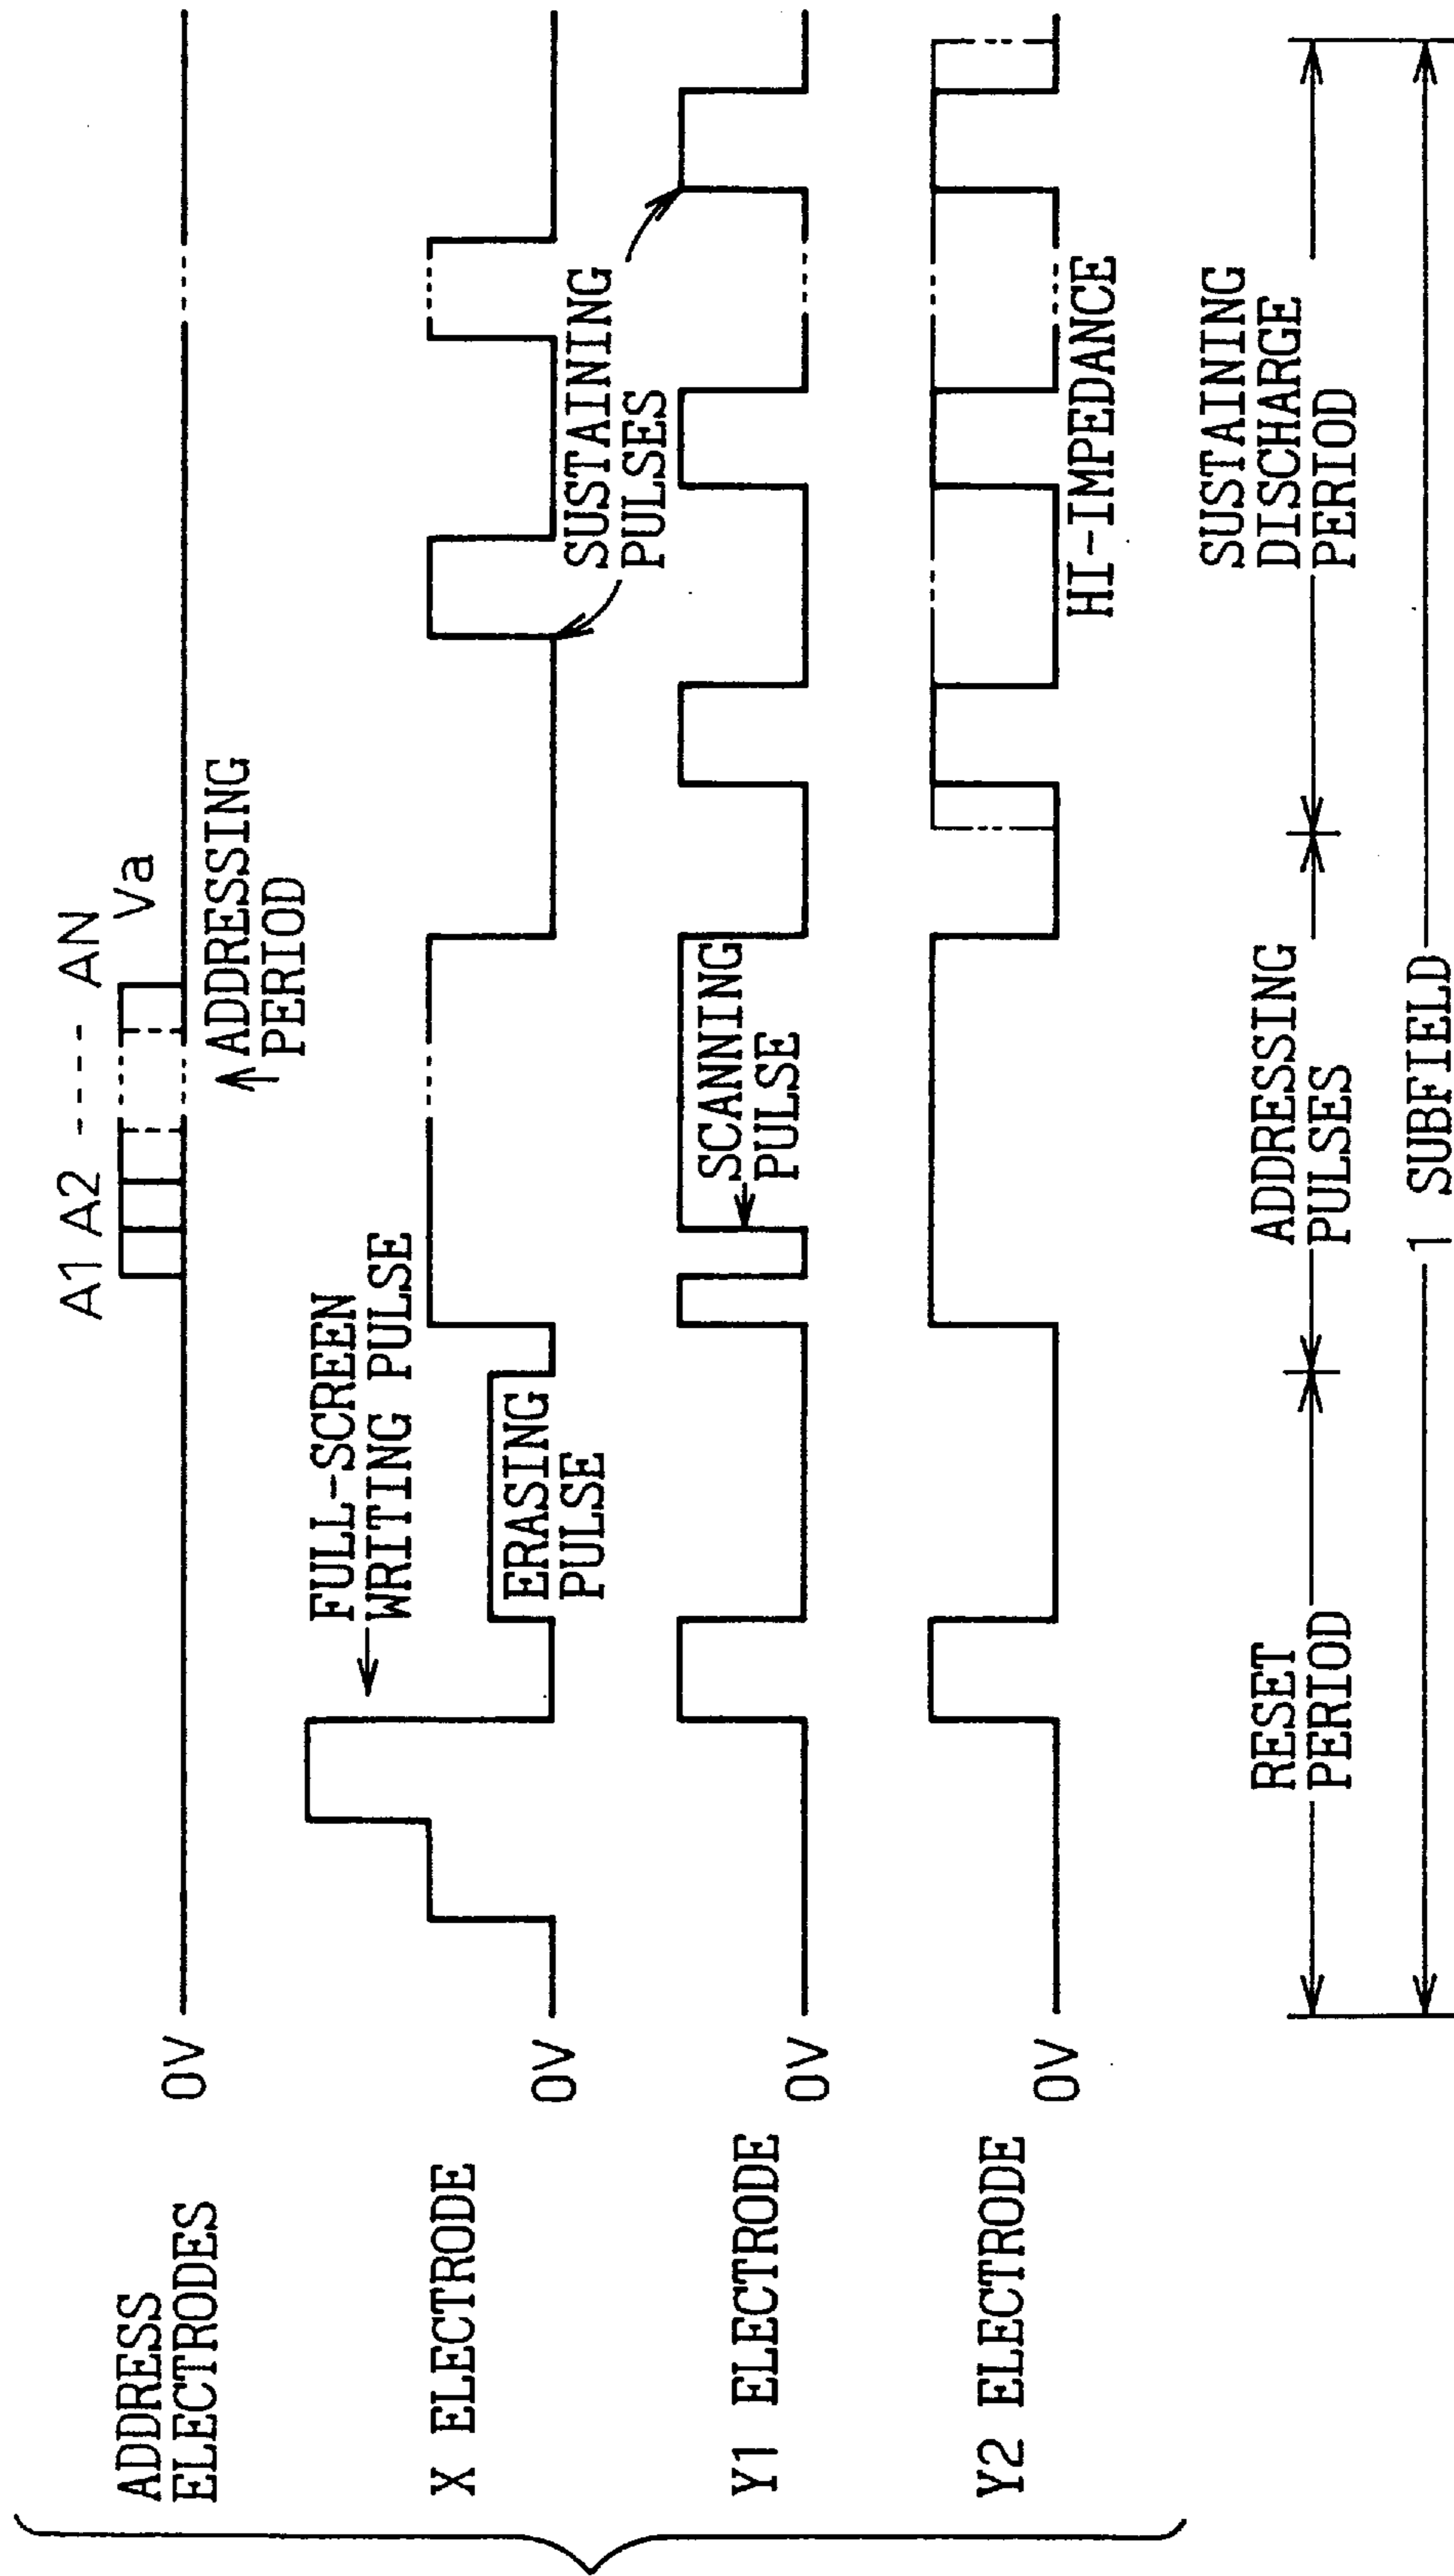 ADDRESS
ELECTRODES
0V
A1 A2 ---- AN
Va
ADDRESSING
PERIOD
X ELECTRODE
0V
FULL-SCREEN
WRITING PULSE
ERASING
PULSE
SUSTAINING
PULSES
Y1 ELECTRODE
0V
SCANNING
PULSE
Y2 ELECTRODE
0V
HI-IMPEDANCE
RESET
PERIOD
ADDRESSING
PULSES
SUSTAINING
DISCHARGE
PERIOD
1 SUBFIELD